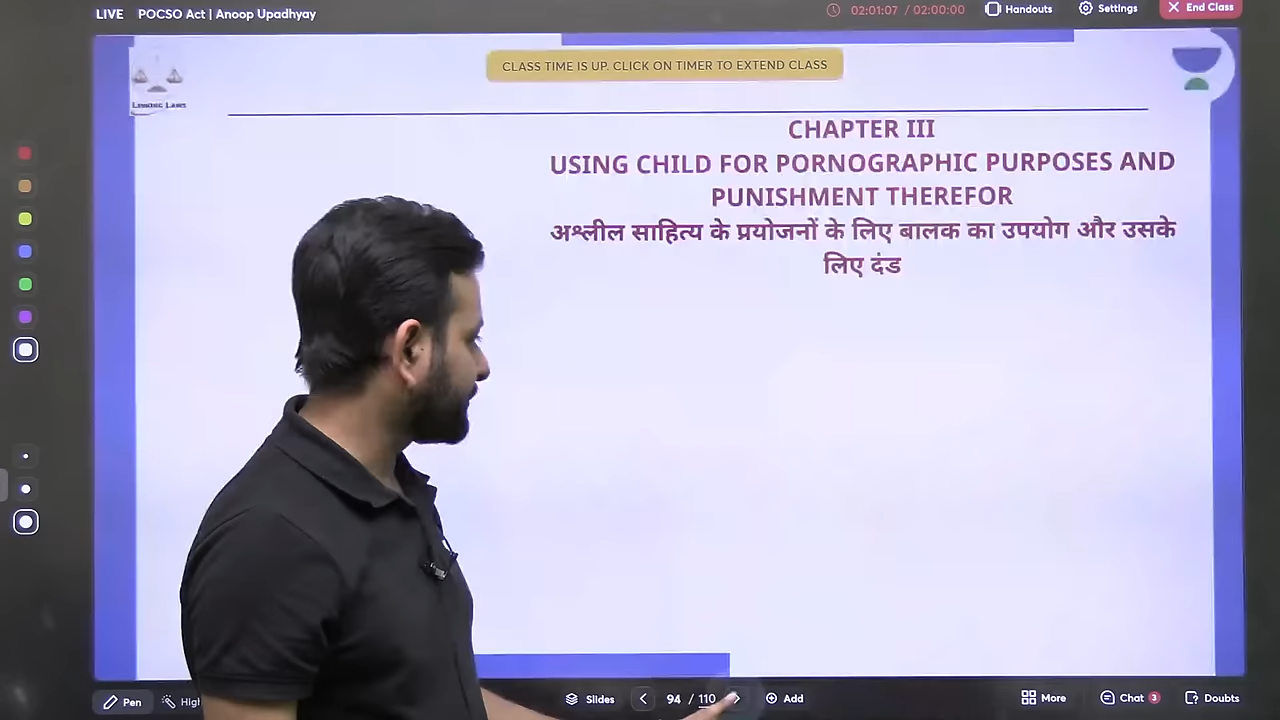 LIVE POCSO Act | Anoop Upadhyay 02:01:07 / 02:00:00 Handouts Settings End Class
CLASS TIME IS UP. CLICK ON TIMER TO EXTEND CLASS
LINKING LAWS
CHAPTER III
USING CHILD FOR PORNOGRAPHIC PURPOSES AND
PUNISHMENT THEREFOR
अश्लील साहित्य के प्रयोजनों के लिए बालक का उपयोग और उसके
लिए दंड
Pen Slides 94 / 110 Add More Chat 3 Doubts